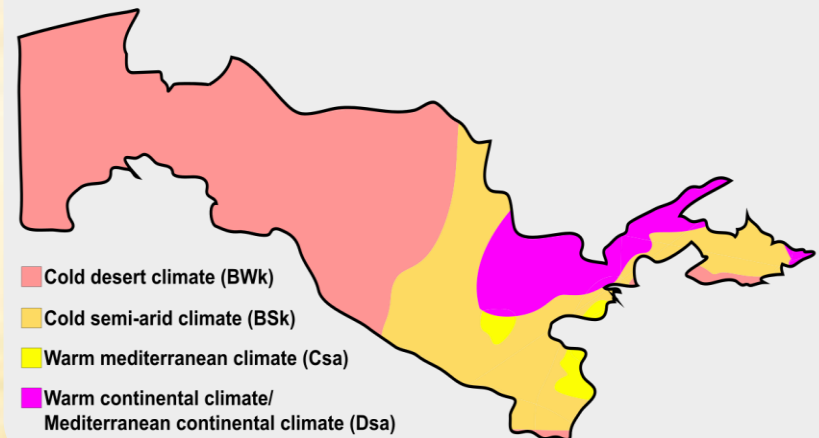 Cold desert climate (BWk)
Cold semi-arid climate (BSk)
Warm mediterranean climate (Csa)
Warm continental climate/
Mediterranean continental climate (Dsa)